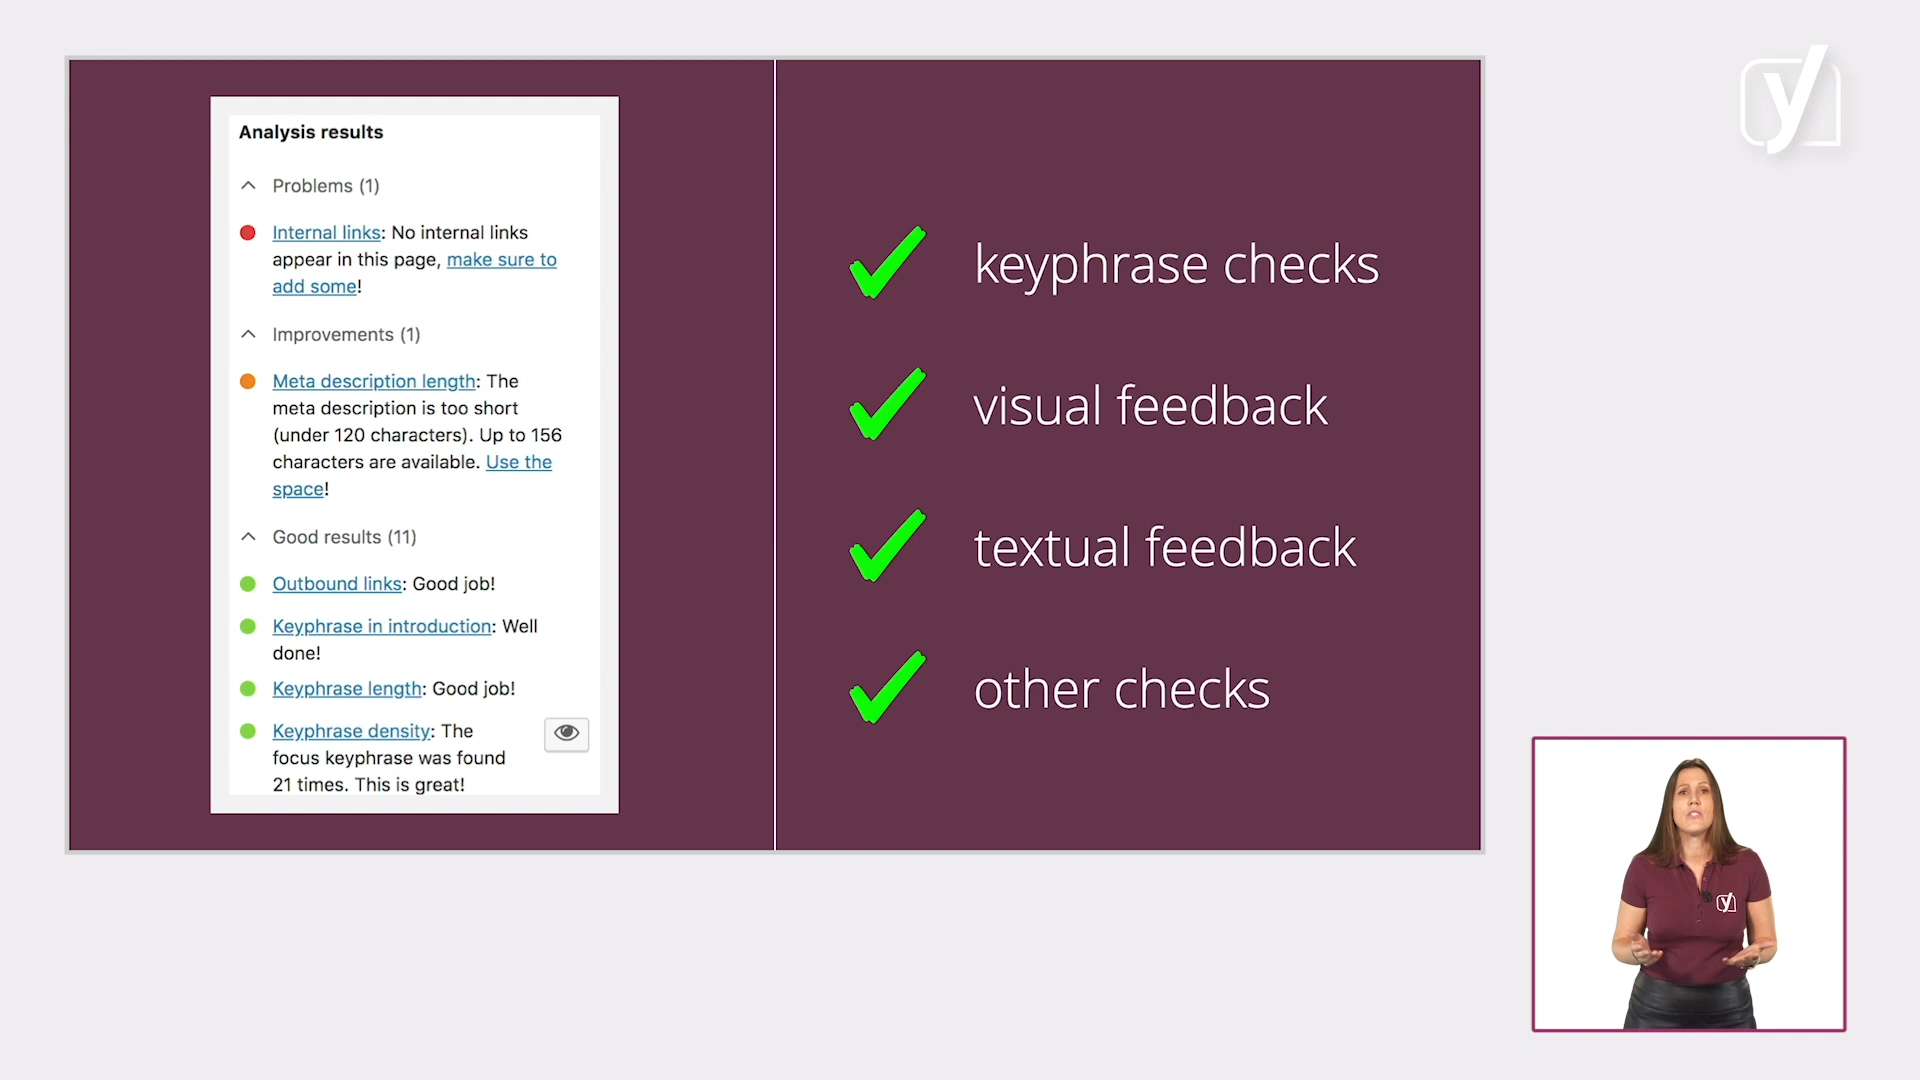 Analysis results
Problems (1)
Internal links: No internal links
appear in this page, make sure to
add some!
Improvements (1)
Meta description length: The
meta description is too short
(under 120 characters). Up to 156
characters are available. Use the
space!
Good results (11)
Outbound links: Good job!
Keyphrase in introduction: Well
done!
Keyphrase length: Good job!
Keyphrase density: The
focus keyphrase was found
21 times. This is great!
keyphrase checks
visual feedback
textual feedback
other checks
y
y